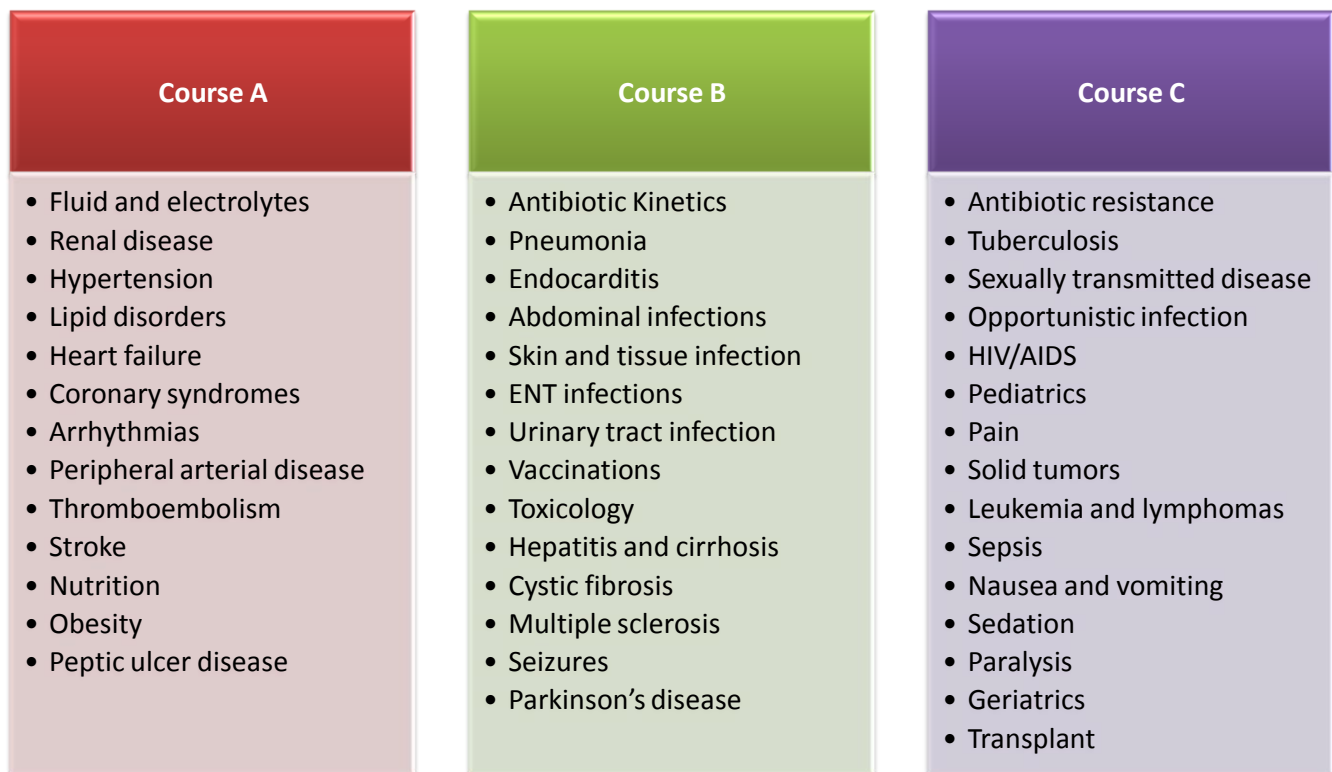 Course A
• Fluid and electrolytes
• Renal disease
• Hypertension
• Lipid disorders
• Heart failure
• Coronary syndromes
• Arrhythmias
• Peripheral arterial disease
• Thromboembolism
• Stroke
• Nutrition
• Obesity
• Peptic ulcer disease
Course B
• Antibiotic Kinetics
• Pneumonia
• Endocarditis
• Abdominal infections
• Skin and tissue infection
• ENT infections
• Urinary tract infection
• Vaccinations
• Toxicology
• Hepatitis and cirrhosis
• Cystic fibrosis
• Multiple sclerosis
• Seizures
• Parkinson’s disease
Course C
• Antibiotic resistance
• Tuberculosis
• Sexually transmitted disease
• Opportunistic infection
• HIV/AIDS
• Pediatrics
• Pain
• Solid tumors
• Leukemia and lymphomas
• Sepsis
• Nausea and vomiting
• Sedation
• Paralysis
• Geriatrics
• Transplant